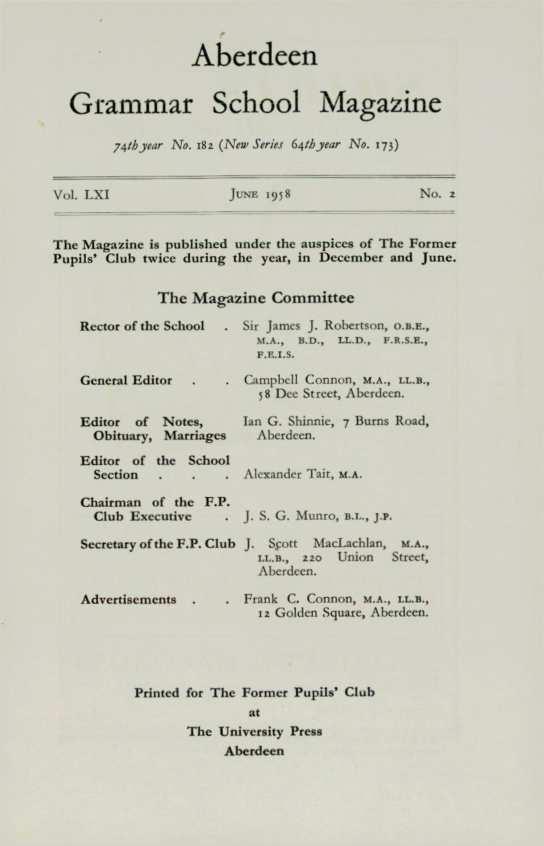 Aberdeen
Grammar School Magazine
74th year No. 182 (New Series 64th year No. 173)
Vol. LXI June 1958 No. 2
The Magazine is published under the auspices of The Former
Pupils' Club twice during the year, in December and June.
The Magazine Committee
Rector of the School . Sir James J. Robertson, O.B.E.,
M.A., B.D., LL.D., F.R.S.E.,
F.E.I.S.
General Editor . . Campbell Connon, M.A., LL.B.,
58 Dee Street, Aberdeen.
Editor of Notes, Ian G. Shinnie, 7 Burns Road,
Obituary, Marriages Aberdeen.
Editor of the School
Section . . . Alexander Tait, M.A.
Chairman of the F.P.
Club Executive . J. S. G. Munro, B.L., J.P.
Secretary of the F.P. Club J. Scott MacLachlan, M.A.,
LL.B., 220 Union Street,
Aberdeen.
Advertisements . . Frank C. Connon, M.A., LL.B.,
12 Golden Square, Aberdeen.
Printed for The Former Pupils' Club
at
The University Press
Aberdeen